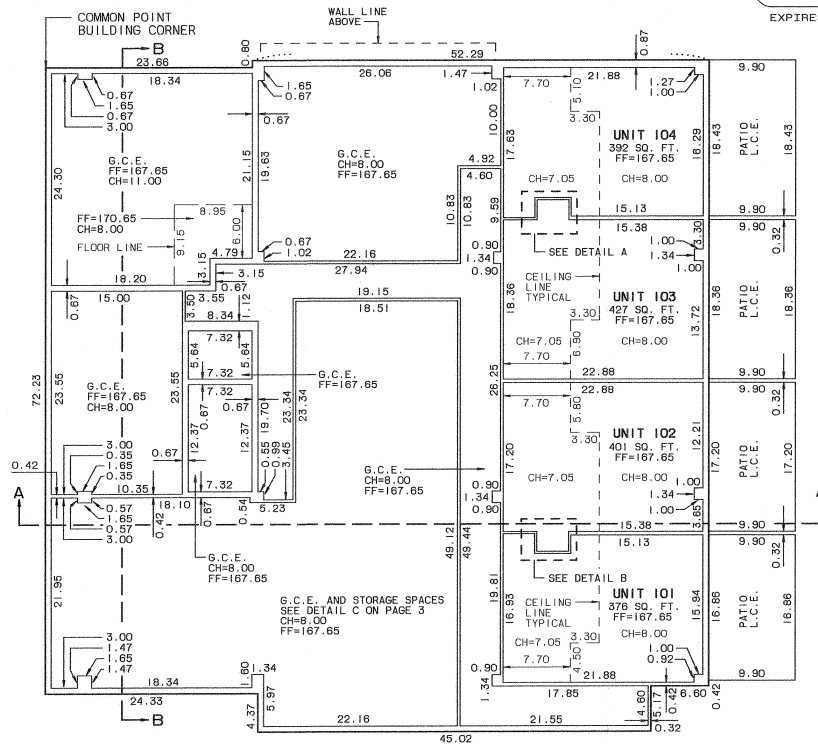 EXPIRES
COMMON POINT
BUILDING CORNER
WALL LINE
ABOVE
B
23.66
0.80
52.29
0.87
18.34
26.06
1.47
21.88
9.90
1.65
0.67
1.02
7.70
5.10
1.27
1.00
0.67
1.65
0.67
3.00
0.67
3.30
10.00
17.63
UNIT 104
392 SQ. FT.
FF=167.65
CH=7.05
CH=8.00
16.29
18.43
PATIO
L.C.E.
18.43
G.C.E.
FF=167.65
CH=11.00
24.30
21.15
19.63
G.C.E.
CH=8.00
FF=167.65
4.92
4.60
10.83
10.83
9.59
FF=170.65
CH=8.00
8.95
9.15
6.00
FLOOR LINE
15.13
15.38
9.90
9.90
0.32
SEE DETAIL A
3.30
1.00
1.34
1.00
0.90
1.34
0.90
0.67
1.02
4.79
3.15
22.16
27.94
18.20
3.15
0.67
15.00
0.67
3.50
3.55
8.34
1.12
19.15
18.51
CEILING
LINE
TYPICAL
18.36
UNIT 103
427 SQ. FT.
FF=167.65
3.30
CH=7.05
CH=8.00
6.90
7.70
13.72
18.36
PATIO
L.C.E.
18.36
72.23
23.55
23.55
G.C.E.
FF=167.65
CH=8.00
7.32
5.64
5.64
7.32
G.C.E.
FF=167.65
7.32
0.67
0.67
12.37
12.37
19.70
23.34
23.34
26.25
22.88
22.88
9.90
9.90
0.32
7.70
5.80
3.30
UNIT 102
401 SQ. FT.
FF=167.65
CH=7.05
CH=8.00
12.21
17.20
17.20
PATIO
L.C.E.
17.20
0.67
0.55
0.99
3.45
3.00
0.35
1.65
0.35
0.42
10.35
7.32
G.C.E.
CH=8.00
FF=167.65
0.90
1.34
0.90
1.00
1.34
1.00
3.65
A
18.10
0.42
0.67
0.54
5.23
0.57
1.65
0.57
3.00
15.38
15.13
9.90
9.90
0.32
G.C.E.
CH=8.00
FF=167.65
49.12
49.44
SEE DETAIL B
21.95
G.C.E. AND STORAGE SPACES
SEE DETAIL C ON PAGE 3
CH=8.00
FF=167.65
19.81
16.93
CEILING
LINE
TYPICAL
UNIT 101
376 SQ. FT.
FF=167.65
CH=7.05
3.30
CH=8.00
15.94
16.86
PATIO
L.C.E.
16.86
3.00
1.47
1.65
1.47
1.60
1.34
5.97
0.90
1.34
7.70
4.50
21.88
1.00
0.92
9.90
18.34
24.33
B
4.37
17.85
4.60
5.17
0.42
6.60
0.42
22.16
21.55
0.32
45.02